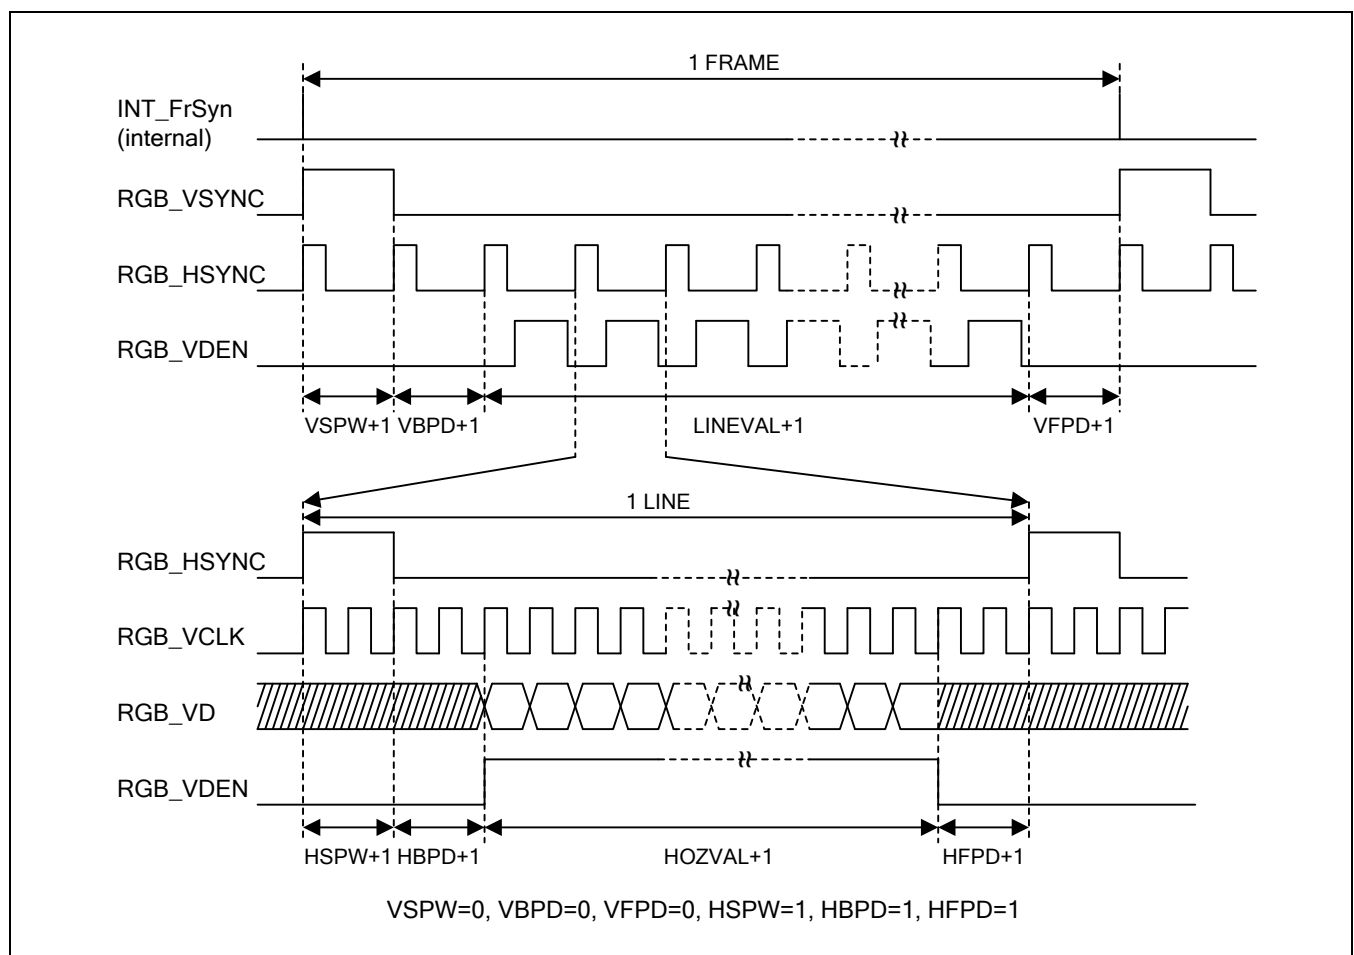 1 FRAME
INT_FrSyn
(internal)
RGB_VSYNC
RGB_HSYNC
RGB_VDEN
VSPW+1 VBPD+1 LINEVAL+1 VFPD+1
1 LINE
RGB_HSYNC
RGB_VCLK
RGB_VD
RGB_VDEN
HSPW+1 HBPD+1 HOZVAL+1 HFPD+1
VSPW=0, VBPD=0, VFPD=0, HSPW=1, HBPD=1, HFPD=1